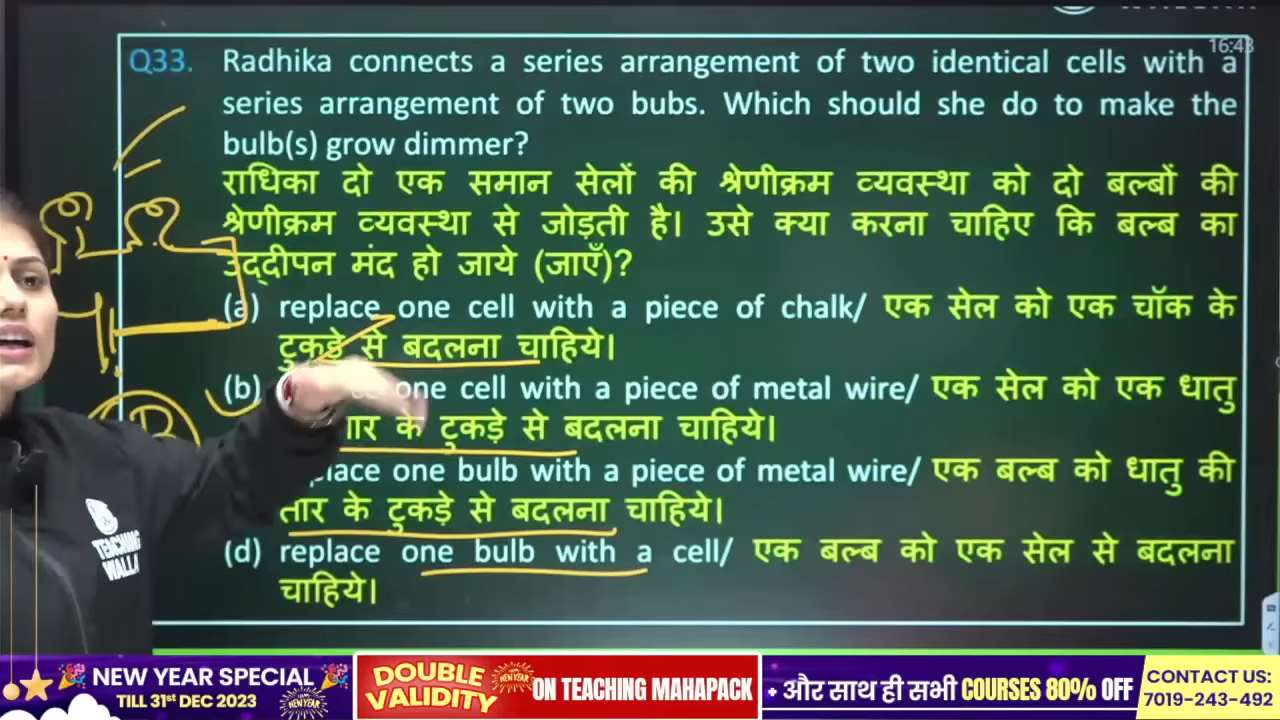 16:43
Q33. Radhika connects a series arrangement of two identical cells with a
series arrangement of two bubs. Which should she do to make the
bulb(s) grow dimmer?
राधिका दो एक समान सेलों की श्रेणीक्रम व्यवस्था को दो बल्बों की
श्रेणीक्रम व्यवस्था से जोड़ती है। उसे क्या करना चाहिए कि बल्ब का
उद्दीपन मंद हो जाये (जाएँ)?
(a) replace one cell with a piece of chalk/ एक सेल को एक चॉक के
टुकड़े से बदलना चाहिये।
(b) one cell with a piece of metal wire/ एक सेल को एक धातु
के टुकड़े से बदलना चाहिये।
place one bulb with a piece of metal wire/ एक बल्ब को धातु की
तार के टुकड़े से बदलना चाहिये।
(d) replace one bulb with a cell/ एक बल्ब को एक सेल से बदलना
चाहिये।
B
TEACHING
WALLA
NEW YEAR SPECIAL
TILL 31st DEC 2023
DOUBLE
VALIDITY
NEW YEAR
ON TEACHING MAHAPACK
+ और साथ ही सभी COURSES 80% OFF
CONTACT US:
7019-243-492